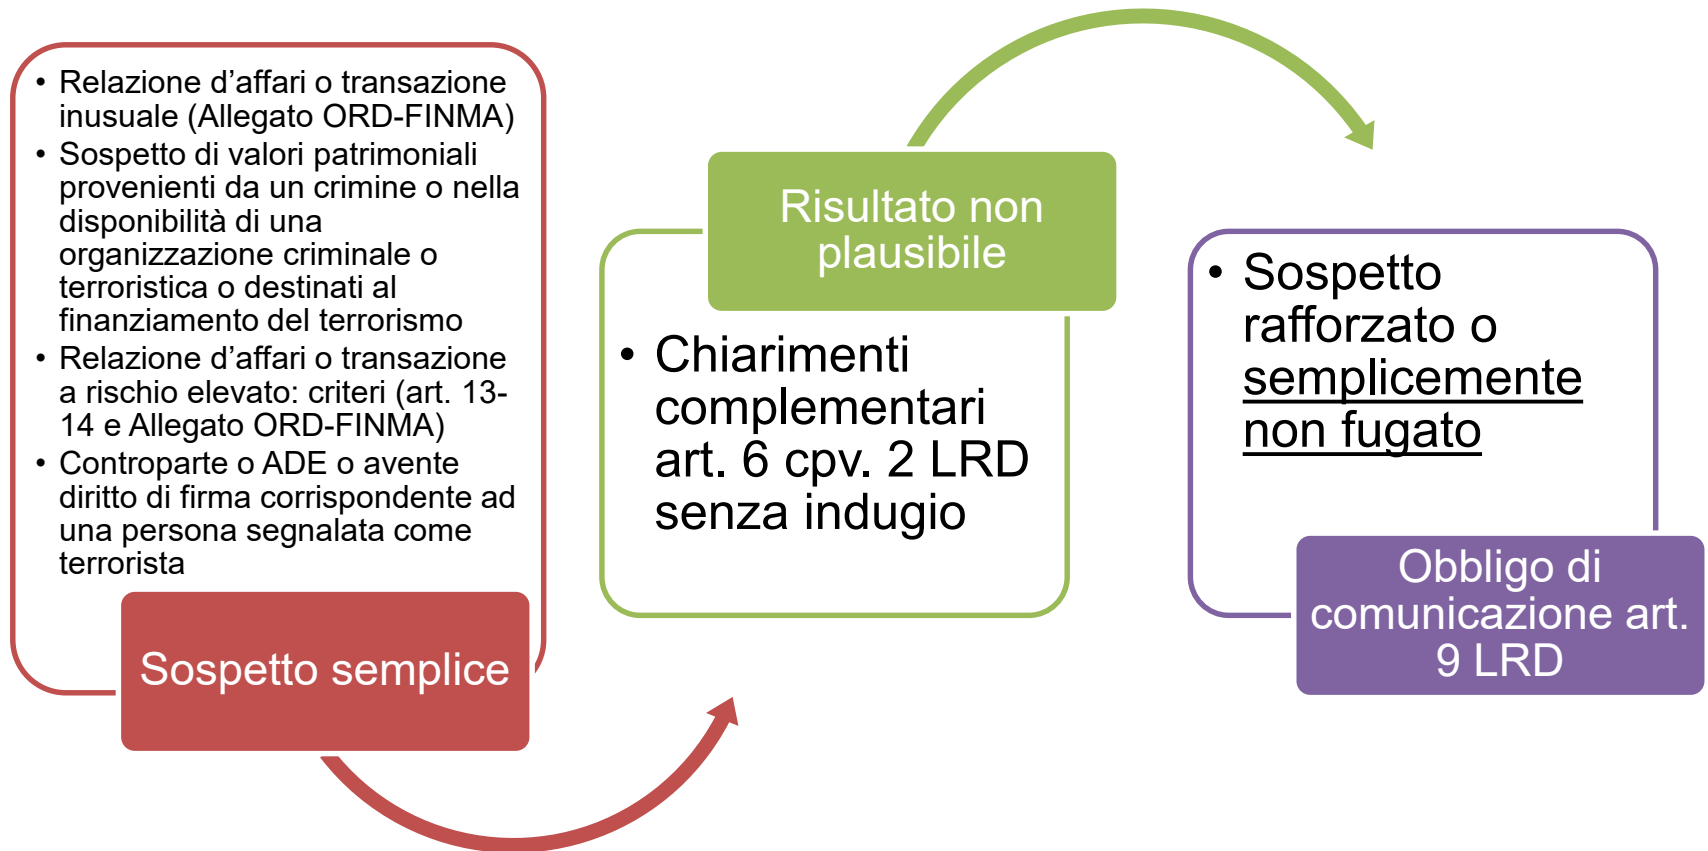 • Relazione d’affari o transazione
inusuale (Allegato ORD-FINMA)
• Sospetto di valori patrimoniali
provenienti da un crimine o nella
disponibilità di una
organizzazione criminale o
terroristica o destinati al
finanziamento del terrorismo
• Relazione d’affari o transazione
a rischio elevato: criteri (art. 13-
14 e Allegato ORD-FINMA)
• Controparte o ADE o avente
diritto di firma corrispondente ad
una persona segnalata come
terrorista
Sospetto semplice
Risultato non
plausibile
• Chiarimenti
complementari
art. 6 cpv. 2 LRD
senza indugio
• Sospetto
rafforzato o
semplicemente
non fugato
Obbligo di
comunicazione art.
9 LRD